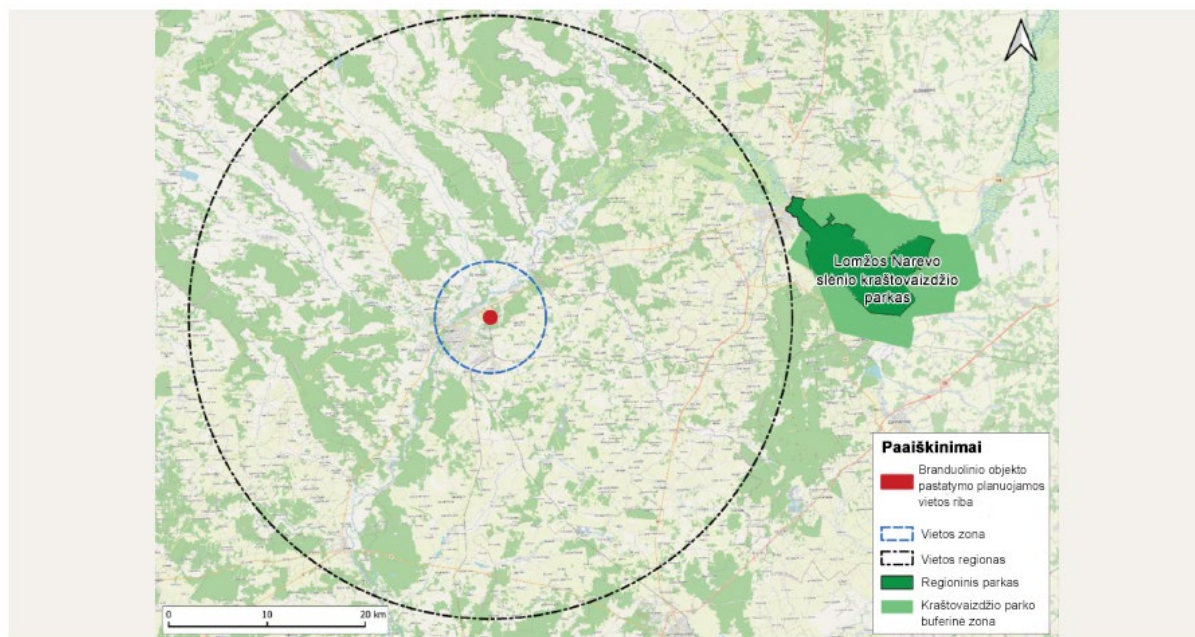 Lomžos Narevo
slėnio kraštovaizdžio
parkas
Paaiškinimai
Branduolinio objekto
pastatymo planuojamos
vietos riba
Vietos zona
Vietos regionas
Regioninis parkas
Kraštovaizdžio parko
buferinė zona
0 10 20 km